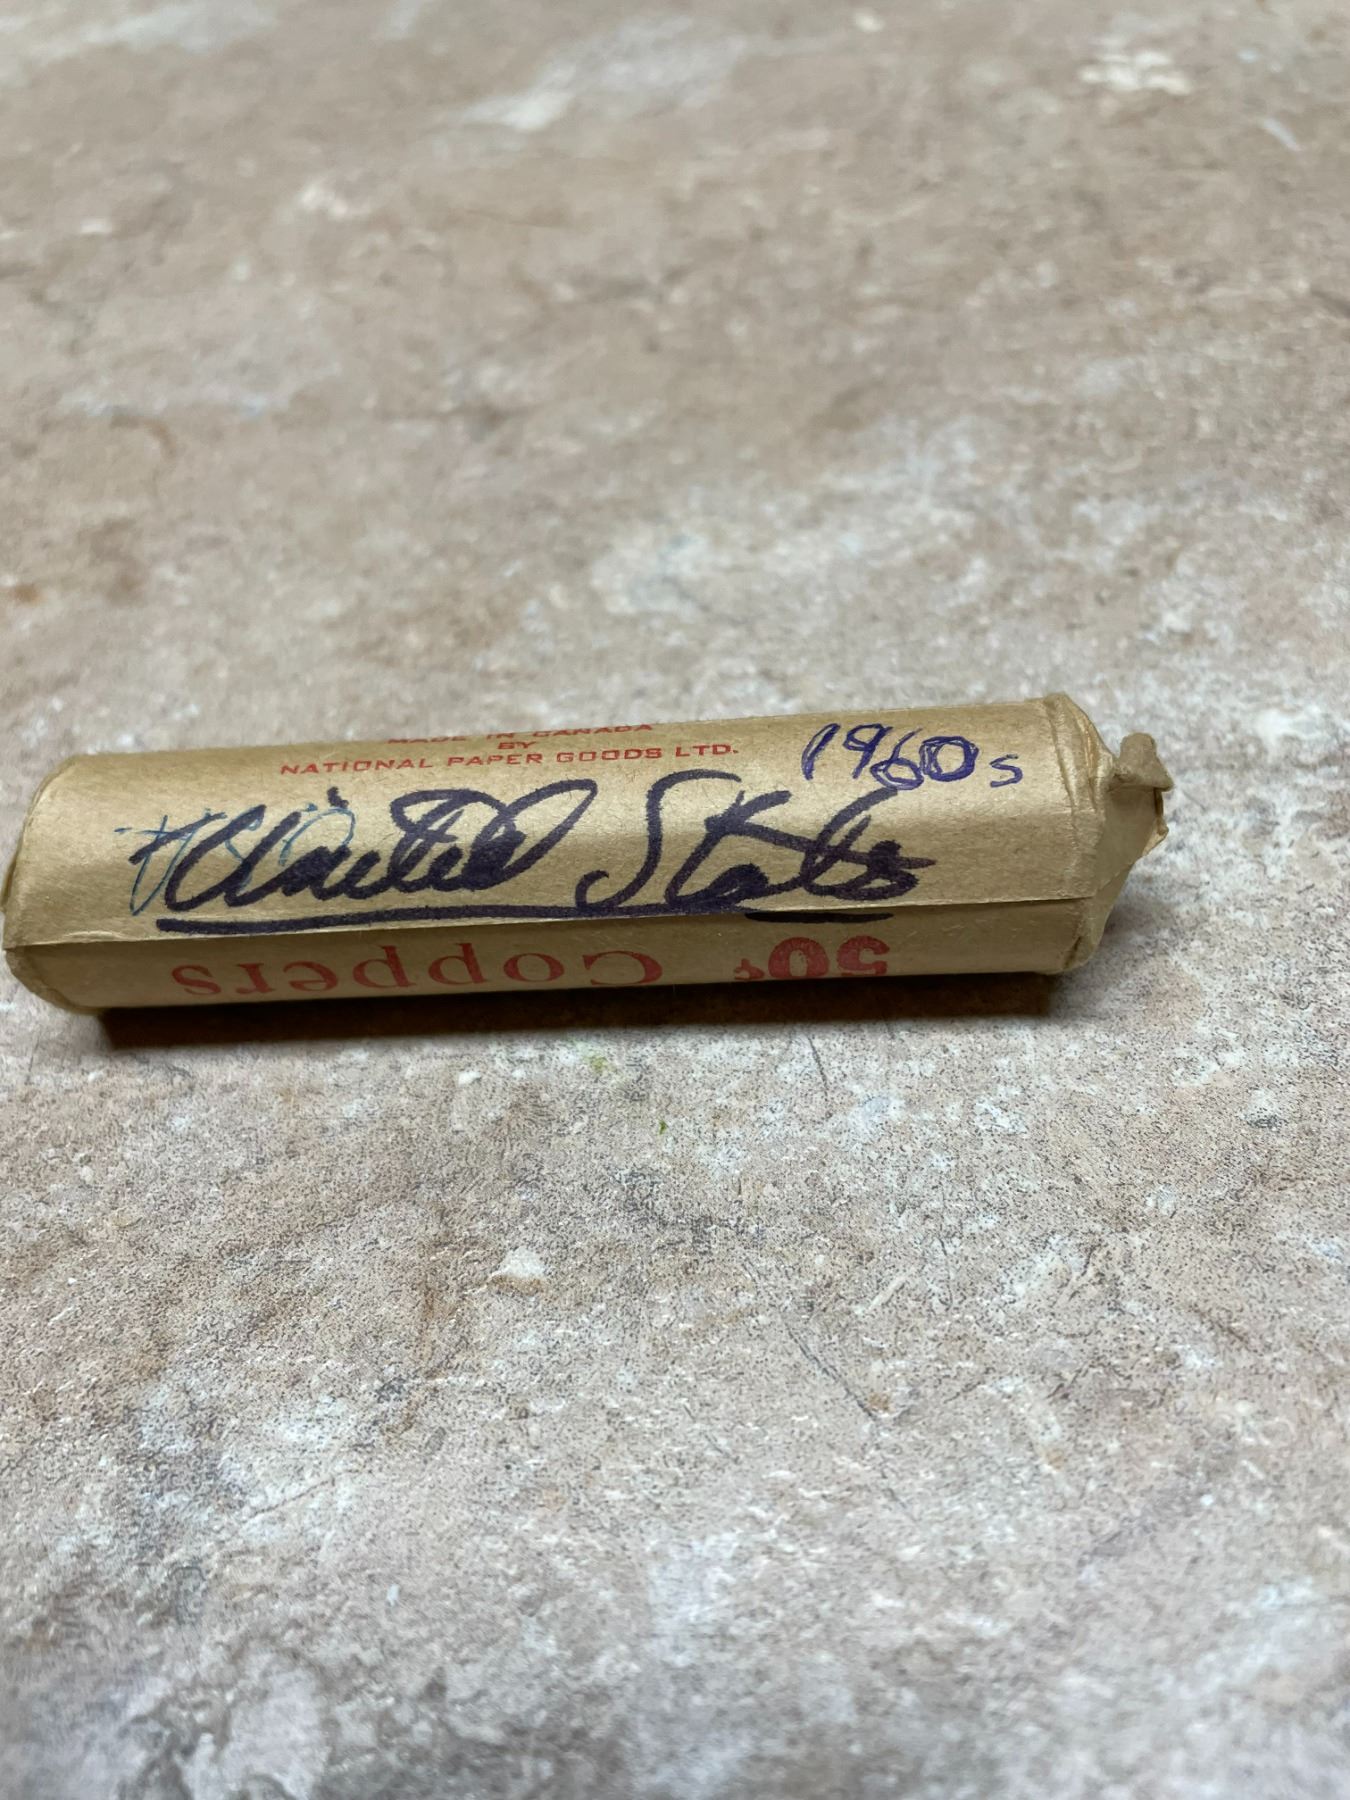 MADE IN CANADA
BY
NATIONAL PAPER GOODS LTD.
1960s
United States
50¢ Coppers